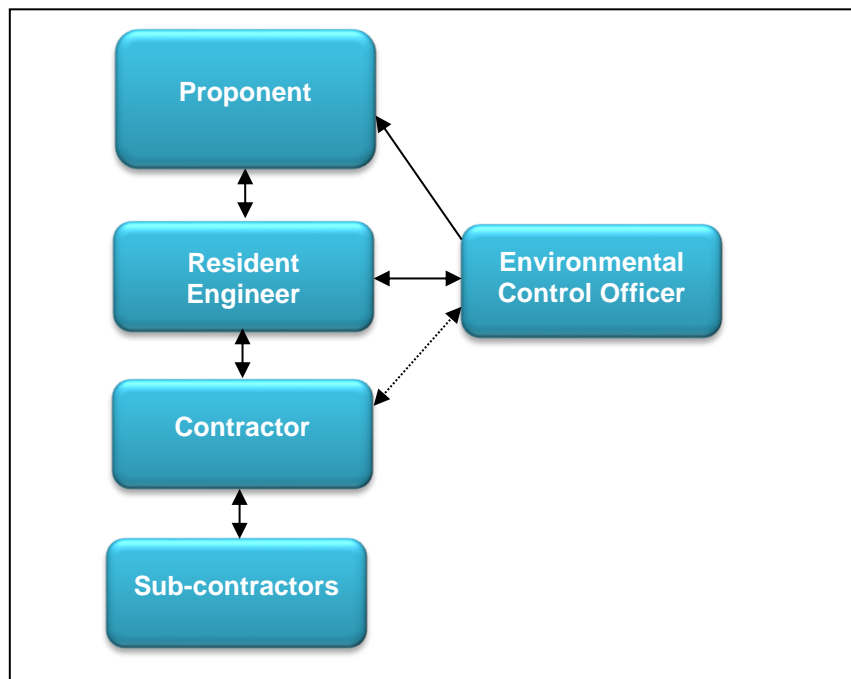 Proponent
Resident
Engineer
Environmental
Control Officer
Contractor
Sub-contractors